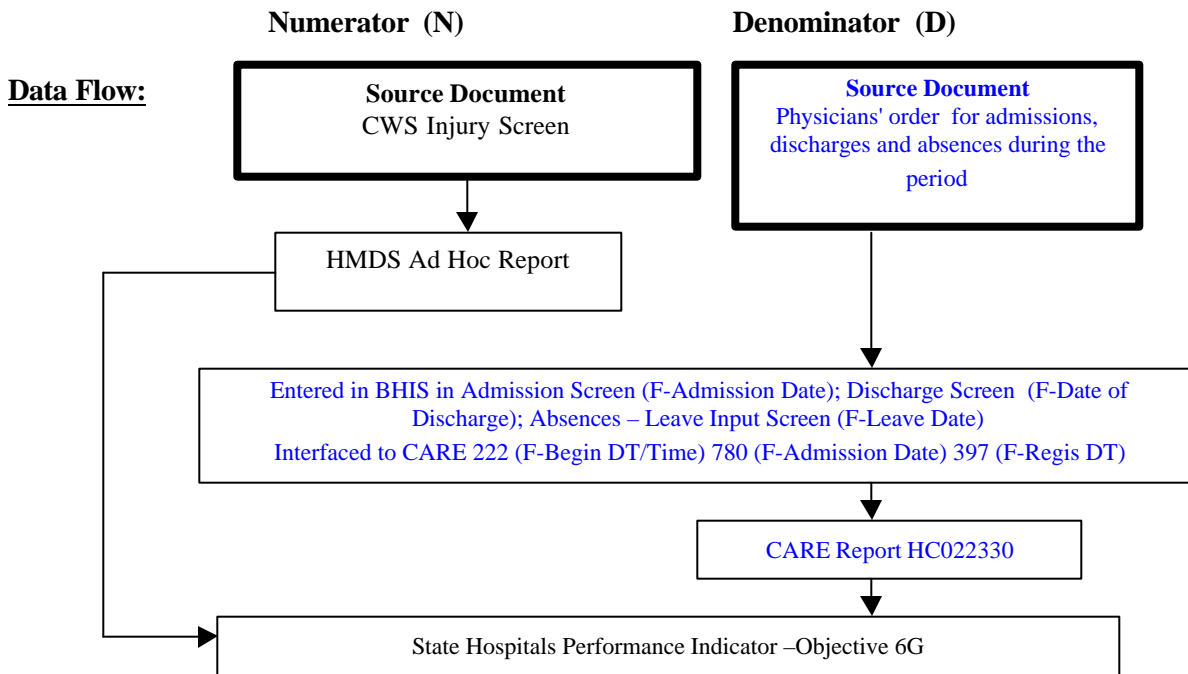 Numerator (N)
Denominator (D)
Data Flow:
Source Document
CWS Injury Screen
Source Document
Physicians' order for admissions,
discharges and absences during the
period
HMDS Ad Hoc Report
Entered in BHIS in Admission Screen (F-Admission Date); Discharge Screen (F-Date of
Discharge); Absences – Leave Input Screen (F-Leave Date)
Interfaced to CARE 222 (F-Begin DT/Time) 780 (F-Admission Date) 397 (F-Regis DT)
CARE Report HC022330
State Hospitals Performance Indicator –Objective 6G